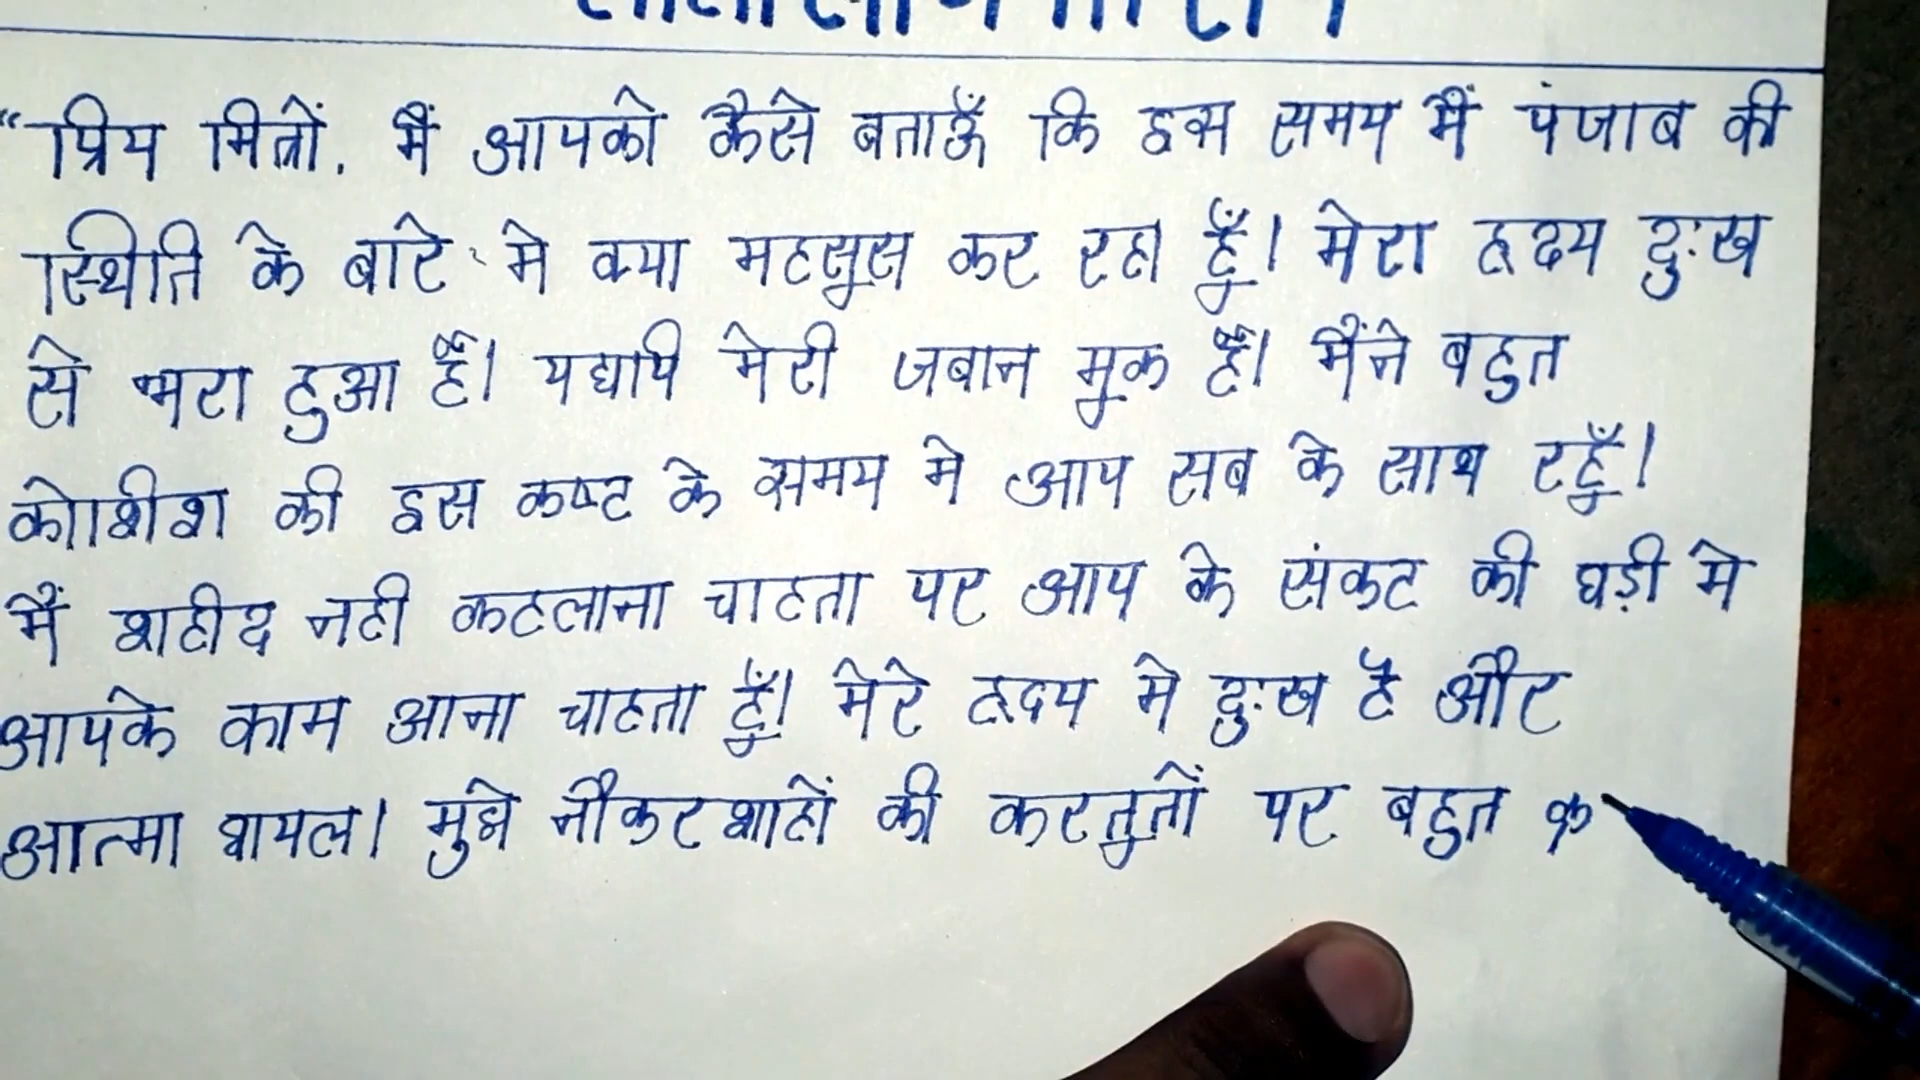 “प्रिय मित्रों. मैं आपको कैसे बताऊँ कि इस समय मैं पंजाब की
स्थिति के बारे में क्या महसूस कर रहा हूँ। मेरा हृदय दुःख
से भरा हुआ है। यद्यपि मेरी जबान मूक है। मैंने बहुत
कोशिश की इस कष्ट के समय मे आप सब के साथ रहूँ।
मैं शहीद नही कहलाना चाहता पर आप के संकट की घड़ी मे
आपके काम आना चाहता हूँ। मेरे हृदय मे दुःख है और
आत्मा घायल। मुझे नौकरशाहों की करतुतों पर बहुत क्र